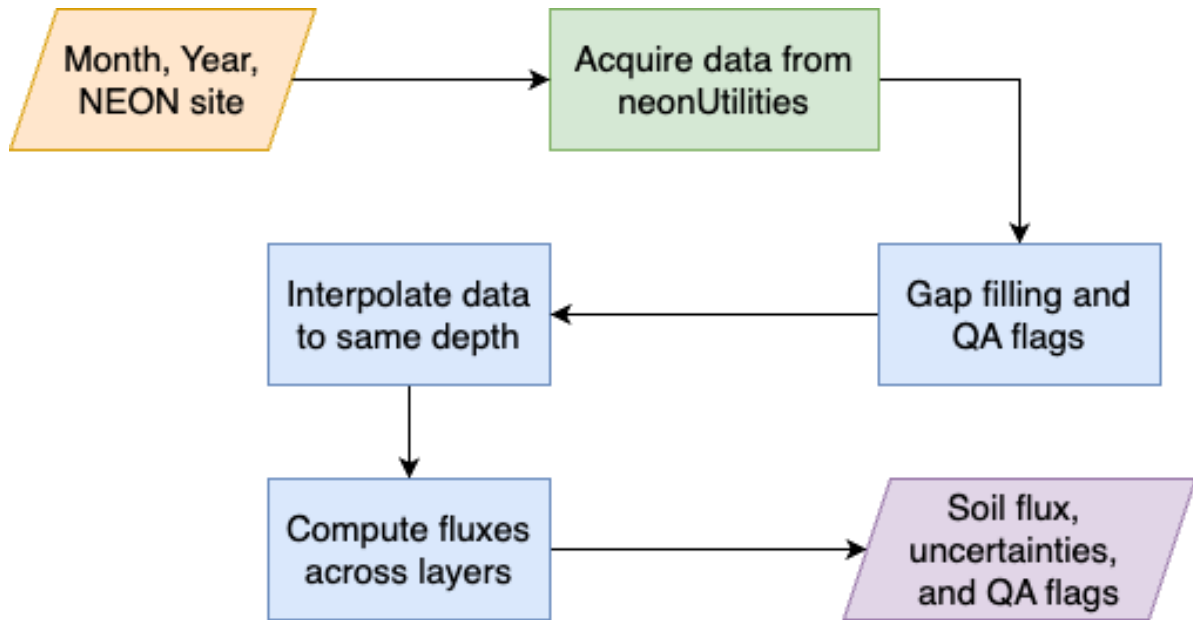 Month, Year,
NEON site
Acquire data from
neonUtilities
Gap filling and
QA flags
Interpolate data
to same depth
Compute fluxes
across layers
Soil flux,
uncertainties,
and QA flags